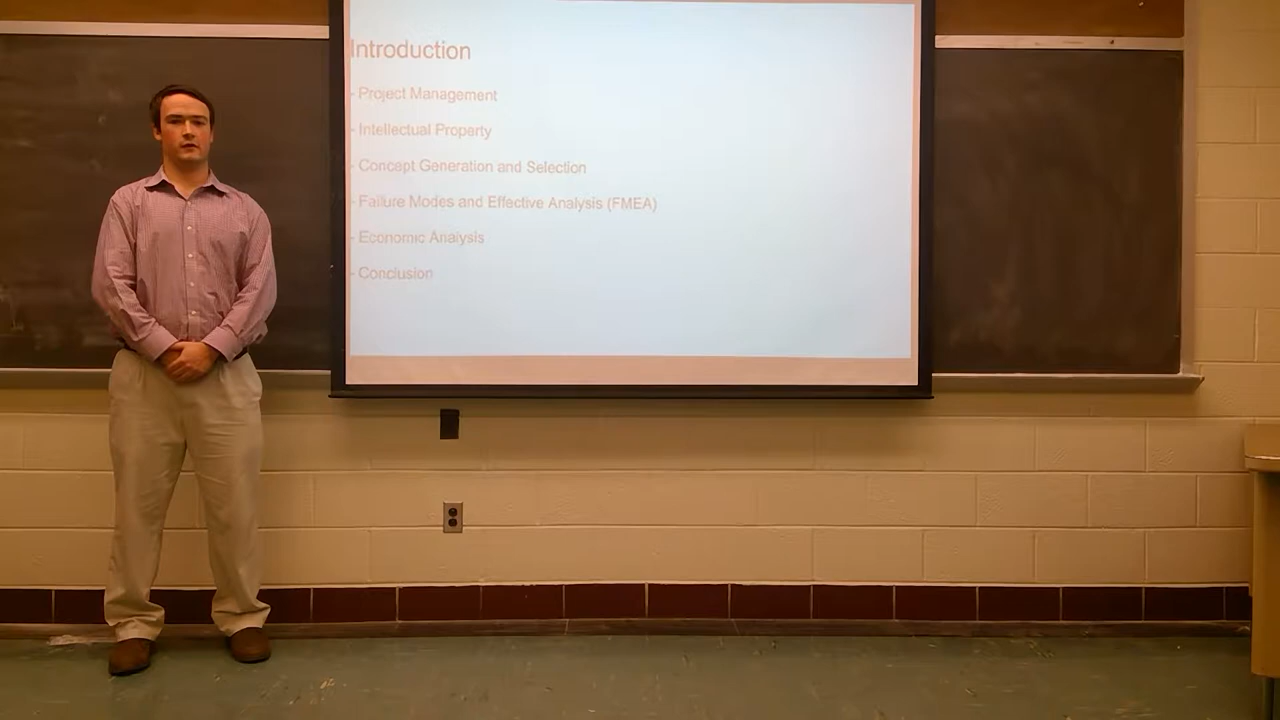 Introduction
- Project Management
- Intellectual Property
- Concept Generation and Selection
- Failure Modes and Effective Analysis (FMEA)
- Economic Analysis
- Conclusion